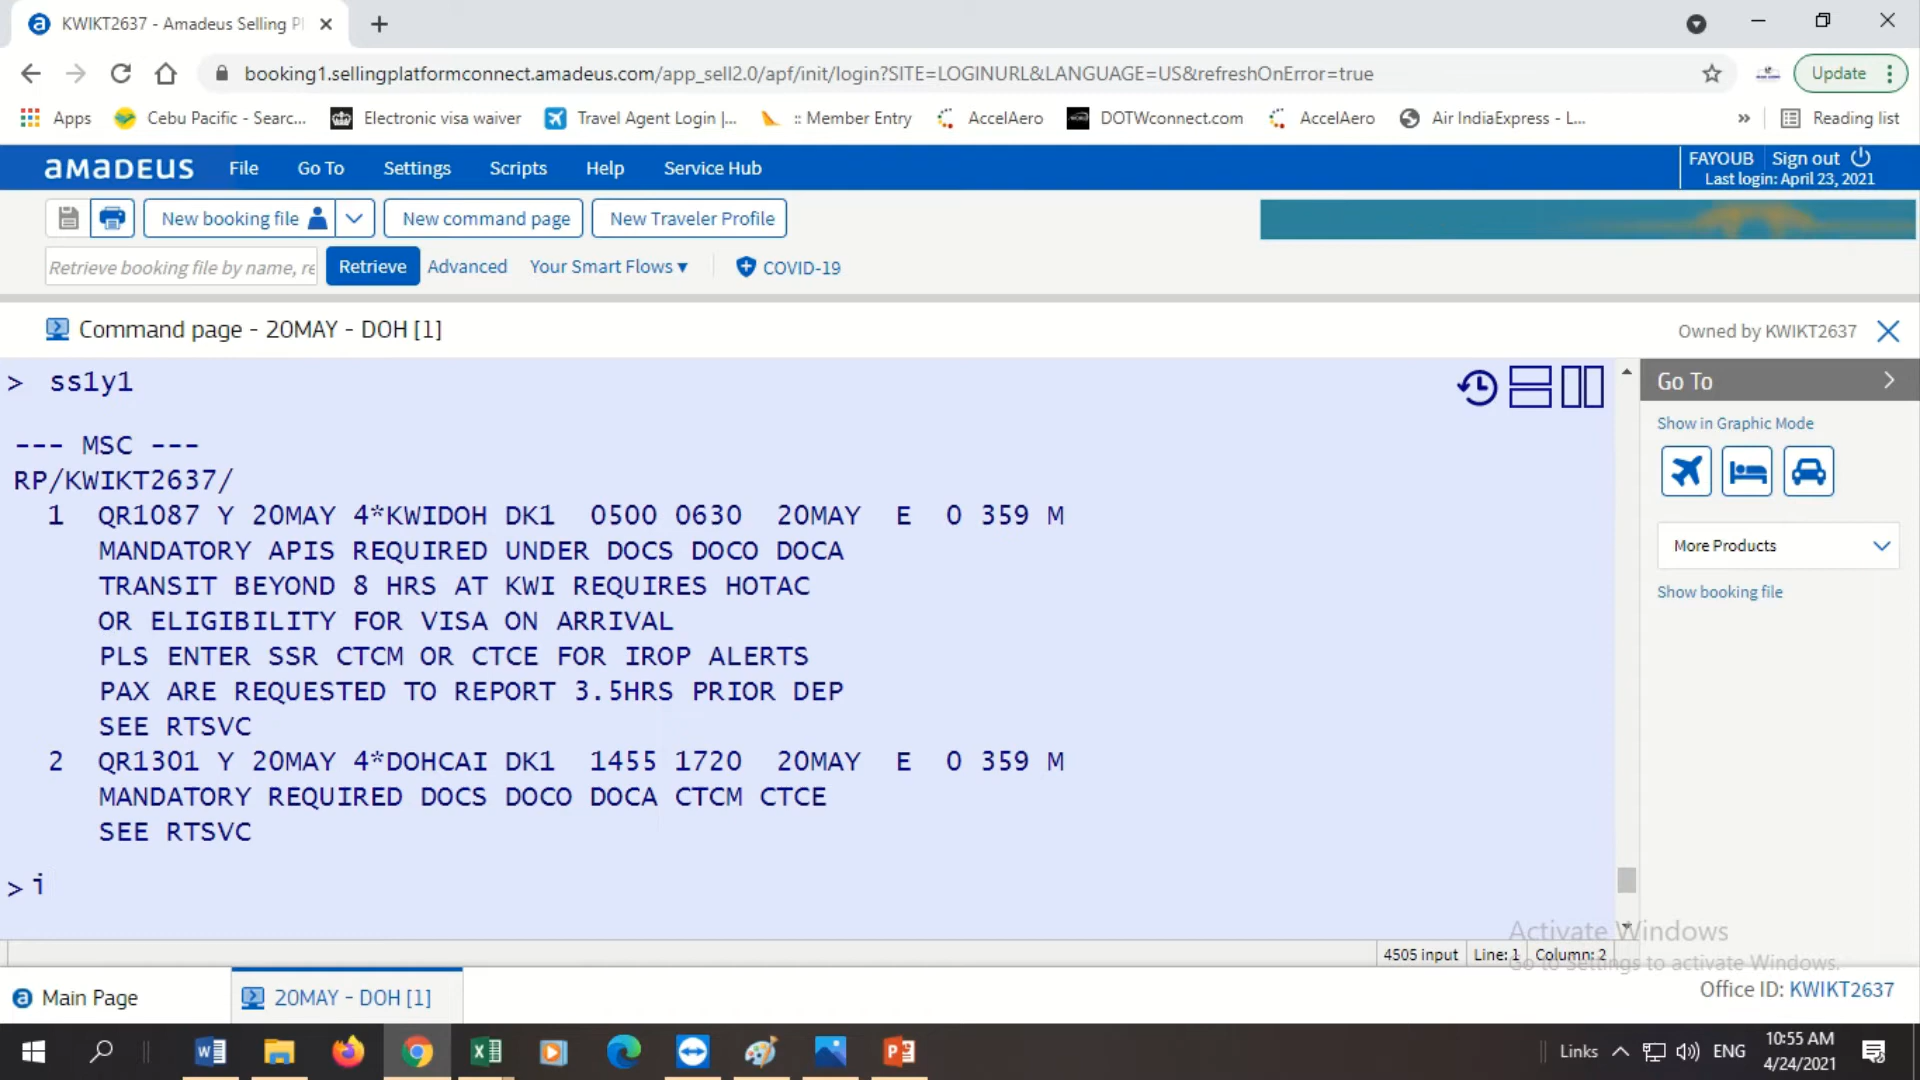 KWIKT2637 - Amadeus Selling Pl
booking1.sellingplatformconnect.amadeus.com/app_sell2.0/apf/init/login?SITE=LOGINURL&LANGUAGE=US&refreshOnError=true
Update
Apps
Cebu Pacific - Searc...
Electronic visa waiver
Travel Agent Login |...
:: Member Entry
AccelAero
DOTWconnect.com
AccelAero
Air IndiaExpress - L...
»
Reading list
amadeus
File
Go To
Settings
Scripts
Help
Service Hub
FAYOUB
Sign out
Last login: April 23, 2021
New booking file
New command page
New Traveler Profile
Retrieve booking file by name, re
Retrieve
Advanced
Your Smart Flows
COVID-19
Command page - 20MAY - DOH [1]
Owned by KWIKT2637
> ss1y1
--- MSC ---
RP/KWIKT2637/
1 QR1087 Y 20MAY 4*KWIDOH DK1 0500 0630 20MAY E 0 359 M
MANDATORY APIS REQUIRED UNDER DOCS DOCO DOCA
TRANSIT BEYOND 8 HRS AT KWI REQUIRES HOTAC
OR ELIGIBILITY FOR VISA ON ARRIVAL
PLS ENTER SSR CTCM OR CTCE FOR IROP ALERTS
PAX ARE REQUESTED TO REPORT 3.5HRS PRIOR DEP
SEE RTSVC
2 QR1301 Y 20MAY 4*DOHCAI DK1 1455 1720 20MAY E 0 359 M
MANDATORY REQUIRED DOCS DOCO DOCA CTCM CTCE
SEE RTSVC
> i
Go To
Show in Graphic Mode
More Products
Show booking file
Activate Windows
Go to Settings to activate Windows.
4505 input
Line: 1
Column: 2
Main Page
20MAY - DOH [1]
Office ID: KWIKT2637
Links
ENG
10:55 AM
4/24/2021